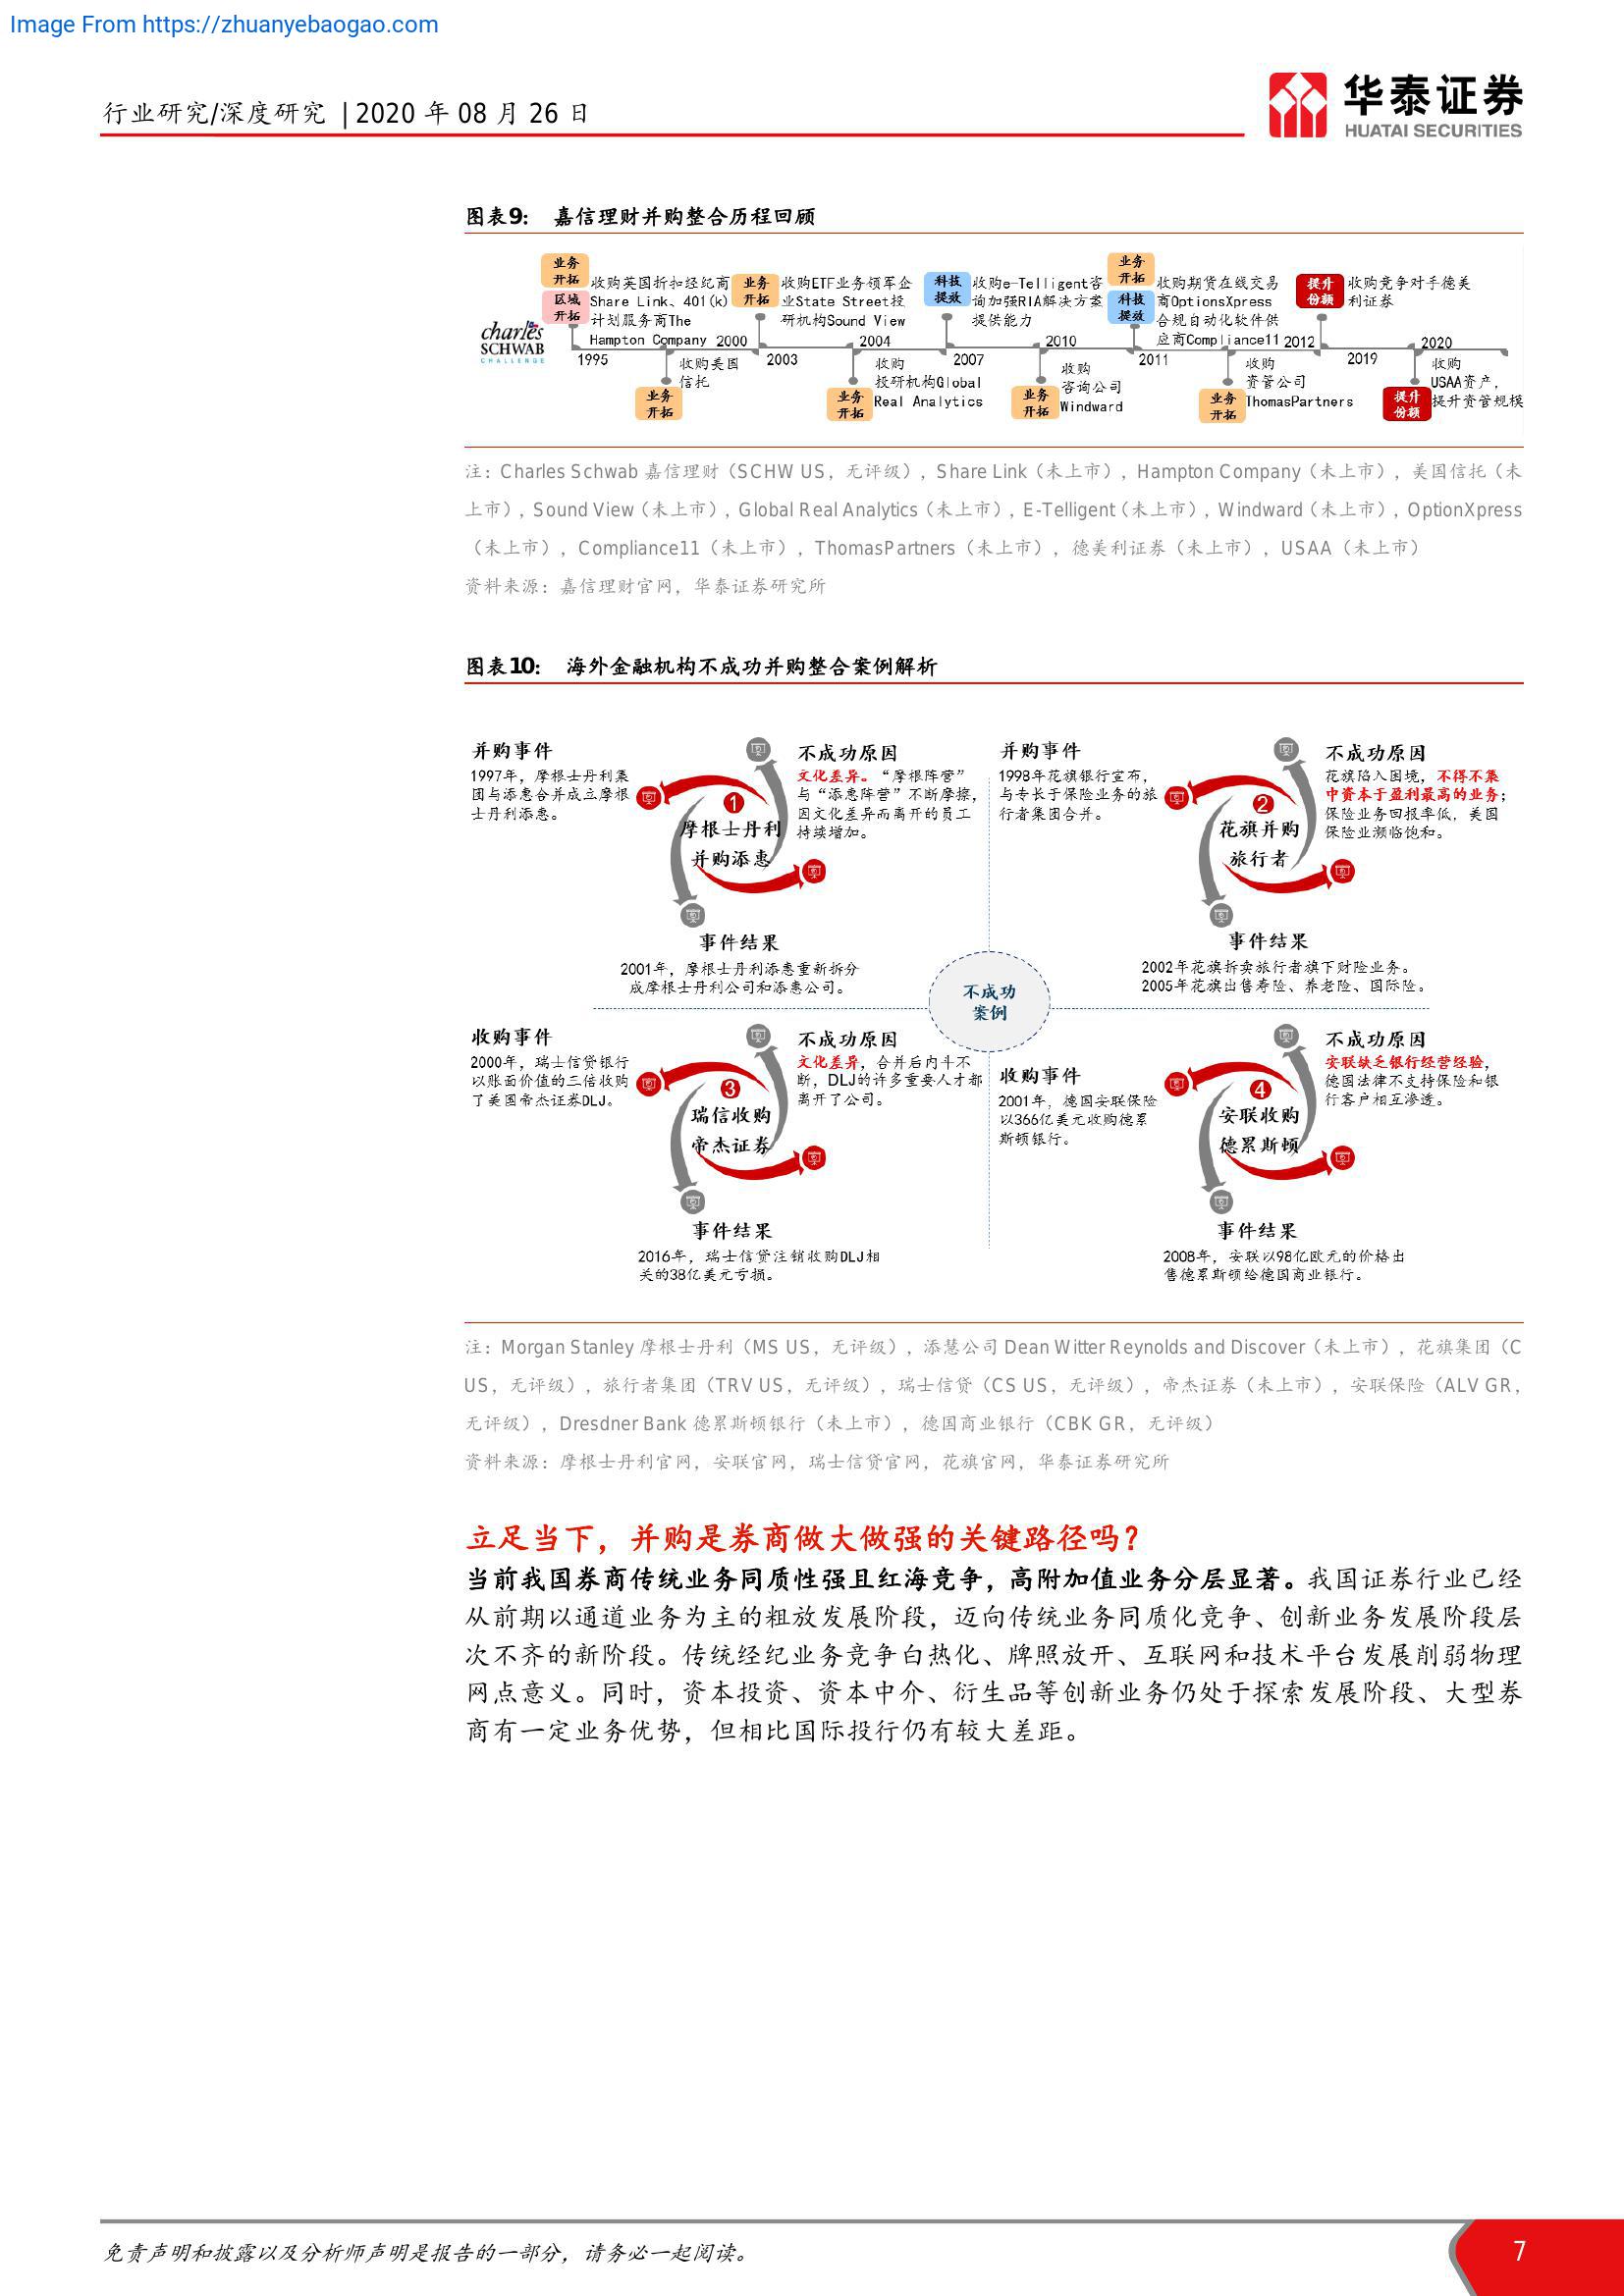 Image From https://zhuanyebaogao.com
行业研究/深度研究 | 2020 年 08 月 26 日
华泰证券
HUATAI SECURITIES
图表9: 嘉信理财并购整合历程回顾
charles
SCHWAB
CHALLENGE
业务
开拓
区域
开拓
收购英国折扣经纪商
Share Link、401(k)
计划服务商The
Hampton Company
1995
2000
收购美国
信托
业务
开拓
业务
开拓
收购ETF业务领军企
业State Street投
研机构Sound View
2003
2004
收购
投研机构Global
Real Analytics
业务
开拓
科技
提效
收购e-Telligent咨
询加强RIA解决方案
提供能力
2007
2010
收购
咨询公司
Windward
业务
开拓
业务
开拓
科技
提效
收购期货在线交易
商OptionsXpress
合规自动化软件供
应商Compliance11
2011
2012
收购
资管公司
ThomasPartners
业务
开拓
提升
份额
收购竞争对手德美
利证券
2019
2020
收购
USAA资产,
提升资管规模
提升
份额
注：Charles Schwab 嘉信理财（SCHW US，无评级），Share Link（未上市），Hampton Company（未上市），美国信托（未
上市），Sound View（未上市），Global Real Analytics（未上市），E-Telligent（未上市），Windward（未上市），OptionXpress
（未上市），Compliance11（未上市），ThomasPartners（未上市），德美利证券（未上市），USAA（未上市）
资料来源：嘉信理财官网，华泰证券研究所
图表10: 海外金融机构不成功并购整合案例解析
并购事件
1997年，摩根士丹利集
团与添惠合并成立摩根
士丹利添惠。
1
摩根士丹利
并购添惠
不成功原因
文化差异。“摩根阵营”
与“添惠阵营”不断摩擦，
因文化差异而离开的员工
持续增加。
事件结果
2001年，摩根士丹利添惠重新拆分
成摩根士丹利公司和添惠公司。
并购事件
1998年花旗银行宣布，
与专长于保险业务的旅
行者集团合并。
2
花旗并购
旅行者
不成功原因
花旗陷入困境，不得不集
中资本于盈利最高的业务；
保险业务回报率低，美国
保险业濒临饱和。
事件结果
2002年花旗拆卖旅行者旗下财险业务。
2005年花旗出售寿险、养老险、国际险。
不成功
案例
收购事件
2000年，瑞士信贷银行
以账面价值的三倍收购
了美国帝杰证券DLJ。
3
瑞信收购
帝杰证券
不成功原因
文化差异，合并后内斗不
断，DLJ的许多重要人才都
离开了公司。
事件结果
2016年，瑞士信贷注销收购DLJ相
关的38亿美元亏损。
收购事件
2001年，德国安联保险
以366亿美元收购德累
斯顿银行。
4
安联收购
德累斯顿
不成功原因
安联缺乏银行经营经验，
德国法律不支持保险和银
行客户相互渗透。
事件结果
2008年，安联以98亿欧元的价格出
售德累斯顿给德国商业银行。
注：Morgan Stanley 摩根士丹利（MS US，无评级），添慧公司 Dean Witter Reynolds and Discover（未上市），花旗集团（C
US，无评级），旅行者集团（TRV US，无评级），瑞士信贷（CS US，无评级），帝杰证券（未上市），安联保险（ALV GR，
无评级），Dresdner Bank 德累斯顿银行（未上市），德国商业银行（CBK GR，无评级）
资料来源：摩根士丹利官网，安联官网，瑞士信贷官网，花旗官网，华泰证券研究所
立足当下，并购是券商做大做强的关键路径吗？
当前我国券商传统业务同质性强且红海竞争，高附加值业务分层显著。我国证券行业已经
从前期以通道业务为主的粗放发展阶段，迈向传统业务同质化竞争、创新业务发展阶段层
次不齐的新阶段。传统经纪业务竞争白热化、牌照放开、互联网和技术平台发展削弱物理
网点意义。同时，资本投资、资本中介、衍生品等创新业务仍处于探索发展阶段、大型券
商有一定业务优势，但相比国际投行仍有较大差距。
免责声明和披露以及分析师声明是报告的一部分，请务必一起阅读。
7